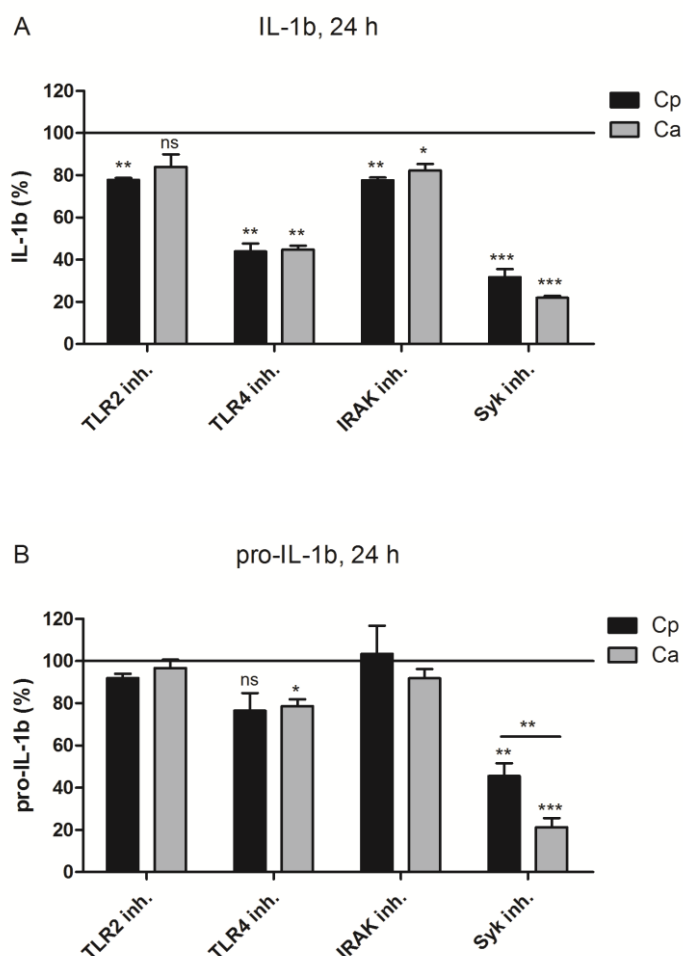 A
IL-1b, 24 h
IL-1b (%)
120
100
80
60
40
20
0
**
ns
**
**
**
*
***
***
Cp
Ca
TLR2 inh.
TLR4 inh.
IRAK inh.
Syk inh.
B
pro-IL-1b, 24 h
pro-IL-1b (%)
120
100
80
60
40
20
0
ns
*
**
**
***
Cp
Ca
TLR2 inh.
TLR4 inh.
IRAK inh.
Syk inh.